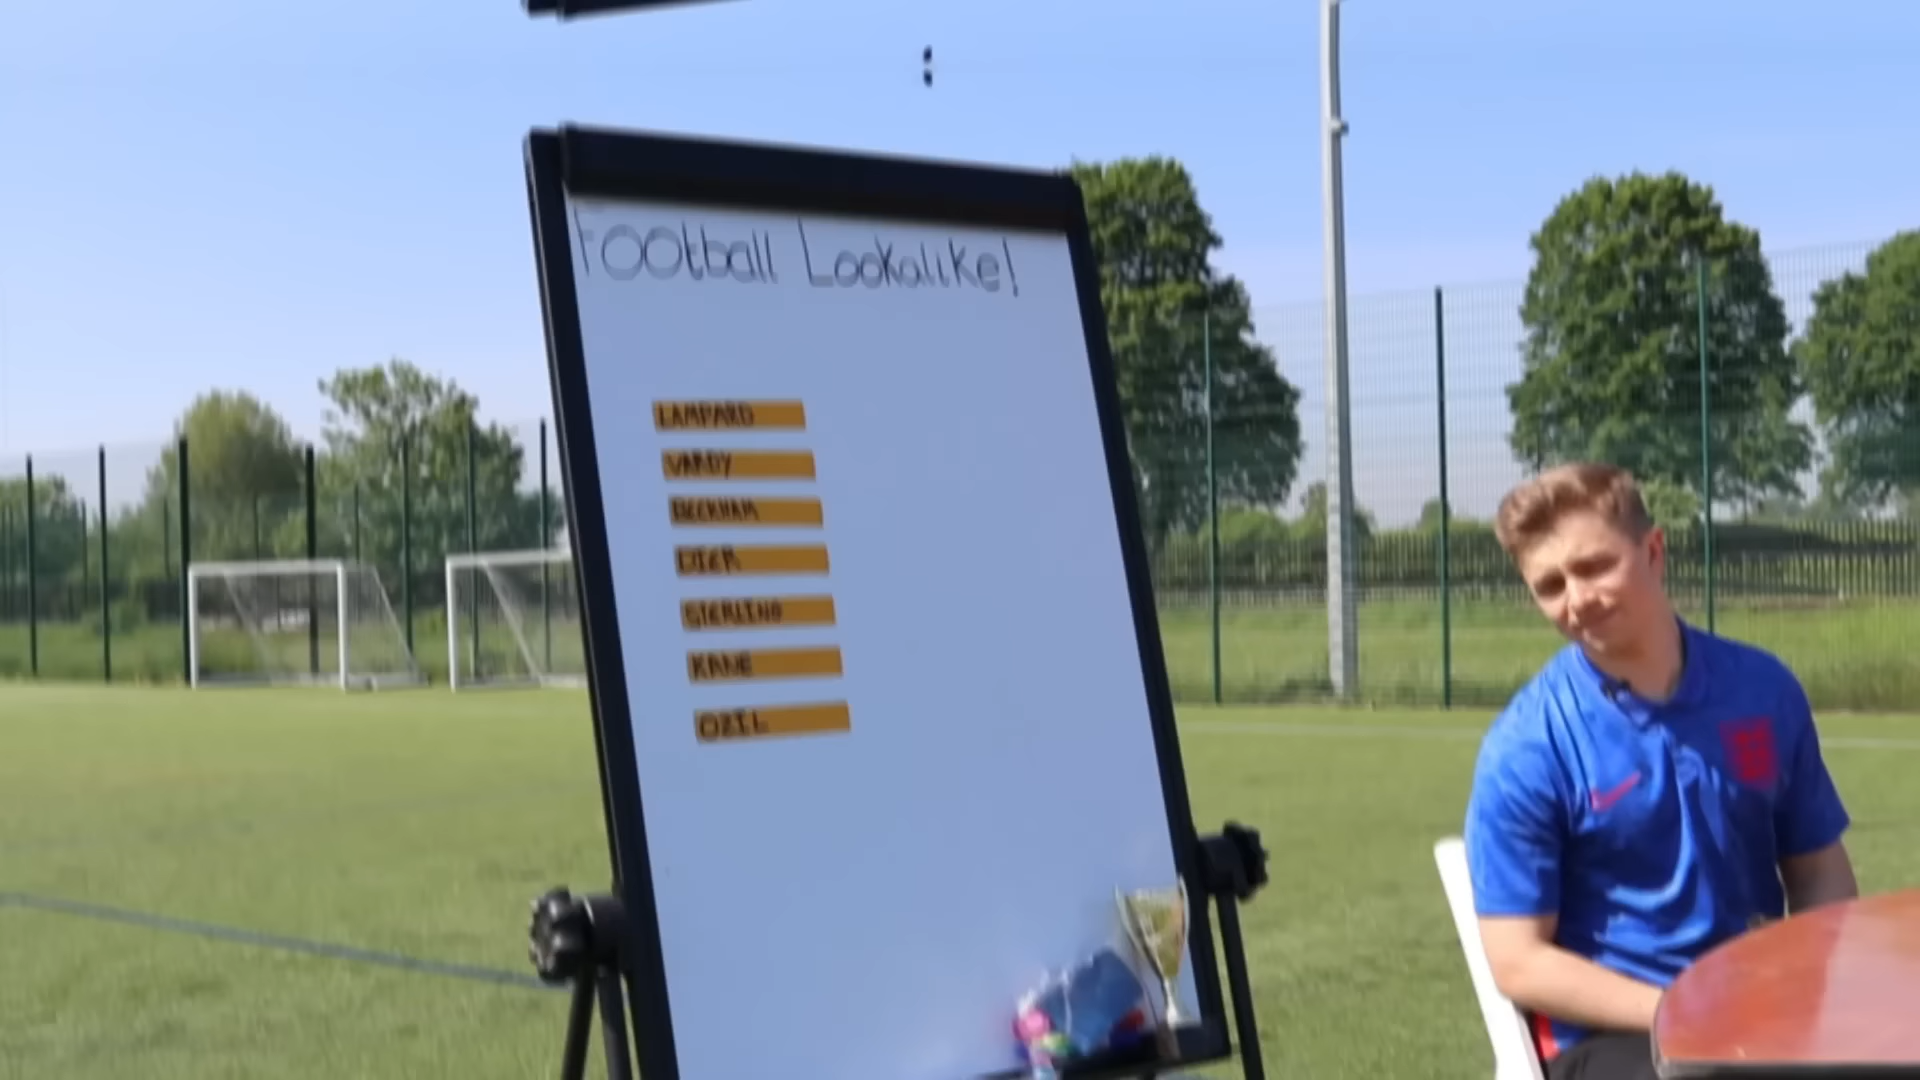 Football Lookalike!
LAMPARD
VARDY
BECKHAM
DIER
STERLING
KANE
OZIL